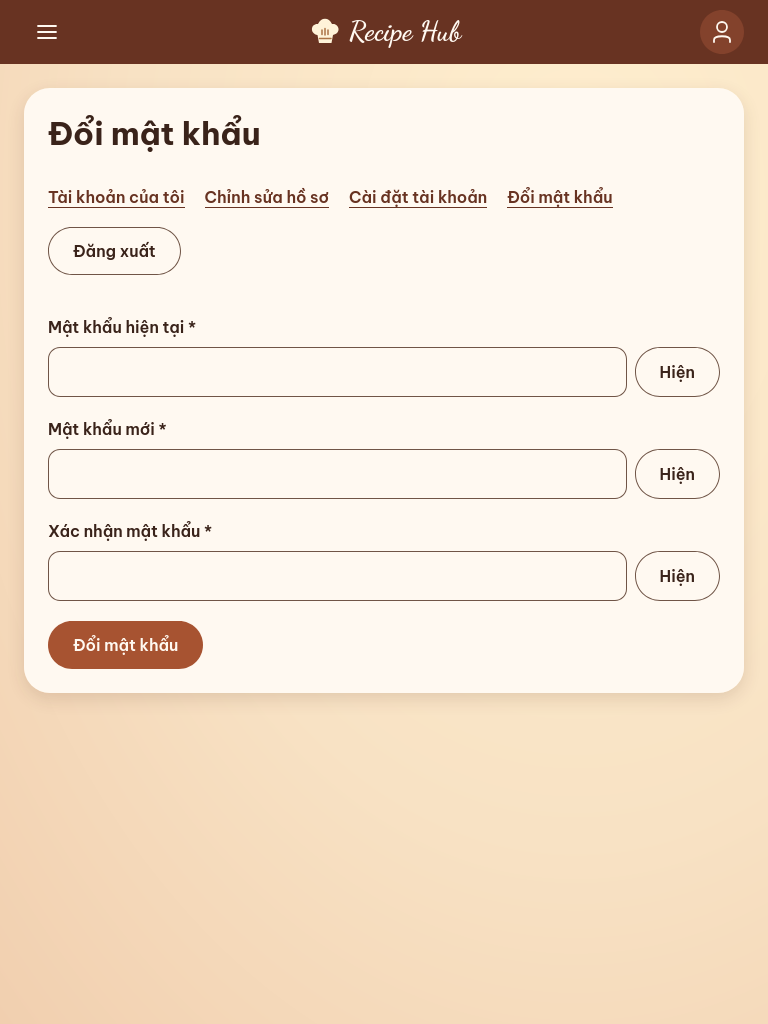 Recipe Hub
Đổi mật khẩu
Tài khoản của tôi Chỉnh sửa hồ sơ Cài đặt tài khoản Đổi mật khẩu
Đăng xuất
Mật khẩu hiện tại *
Hiện
Mật khẩu mới *
Hiện
Xác nhận mật khẩu *
Hiện
Đổi mật khẩu